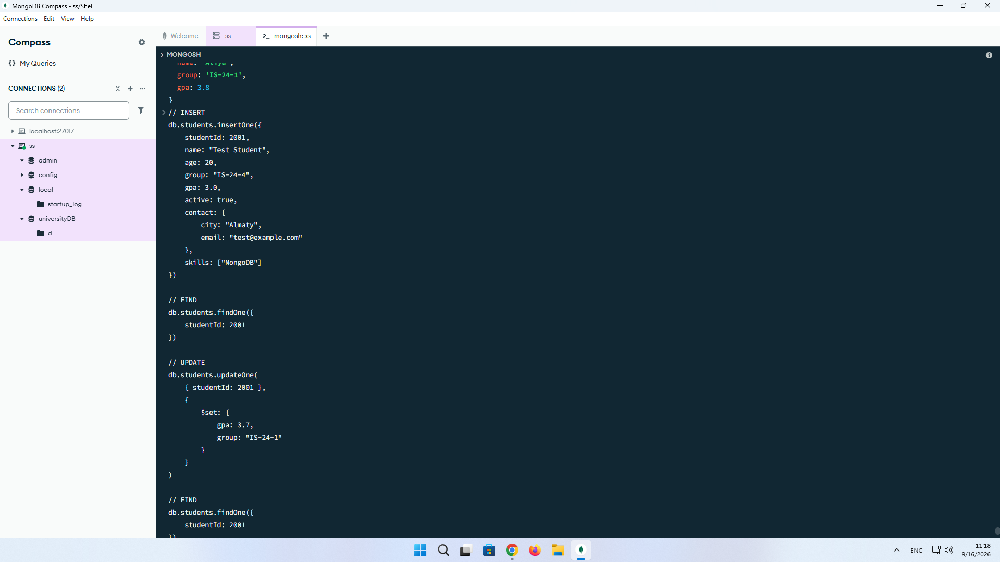 MongoDB Compass - ss/Shell
Connections Edit View Help
Compass
{} My Queries
CONNECTIONS (2)
Search connections
localhost:27017
ss
admin
config
local
startup_log
universityDB
d
Welcome
ss
>_ mongosh: ss
>_MONGOSH
group: 'IS-24-1',
gpa: 3.8
}
> // INSERT
db.students.insertOne({
    studentId: 2001,
    name: "Test Student",
    age: 20,
    group: "IS-24-4",
    gpa: 3.0,
    active: true,
    contact: {
        city: "Almaty",
        email: "test@example.com"
    },
    skills: ["MongoDB"]
})
// FIND
db.students.findOne({
    studentId: 2001
})
// UPDATE
db.students.updateOne(
    { studentId: 2001 },
    {
        $set: {
            gpa: 3.7,
            group: "IS-24-1"
        }
    }
)
// FIND
db.students.findOne({
    studentId: 2001
})
ENG
11:18
9/16/2026